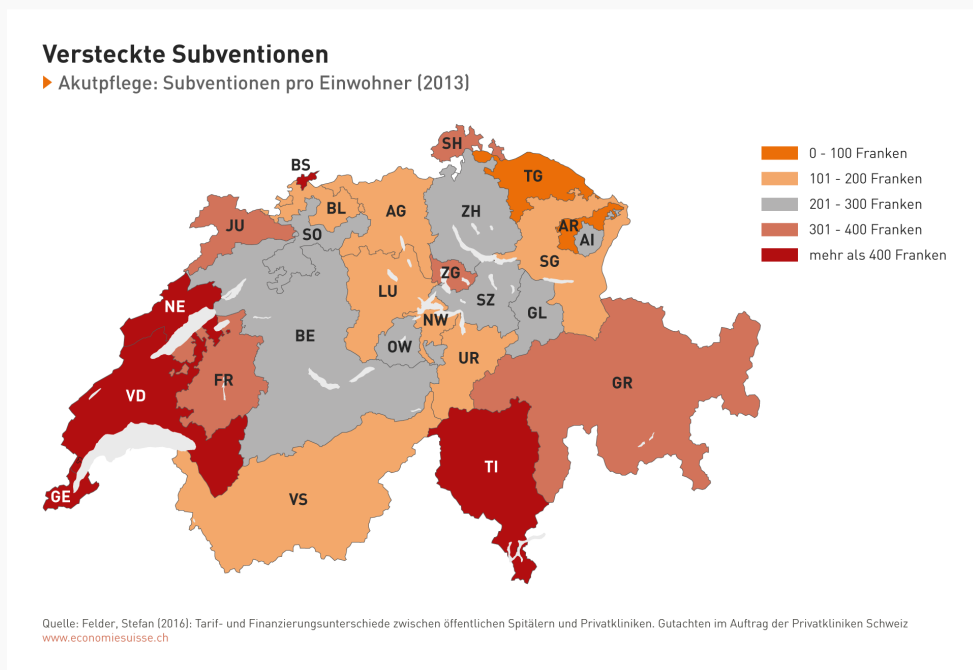 Versteckte Subventionen
Akutpflege: Subventionen pro Einwohner (2013)
SH
BS
TG
0 - 100 Franken
101 - 200 Franken
201 - 300 Franken
301 - 400 Franken
mehr als 400 Franken
BL
AG
ZH
JU
SO
AR
AI
SG
ZG
LU
SZ
NE
NW
GL
BE
OW
UR
FR
GR
VD
TI
GE
VS
Quelle: Felder, Stefan (2016): Tarif- und Finanzierungsunterschiede zwischen öffentlichen Spitälern und Privatkliniken. Gutachten im Auftrag der Privatkliniken Schweiz
www.economiesuisse.ch